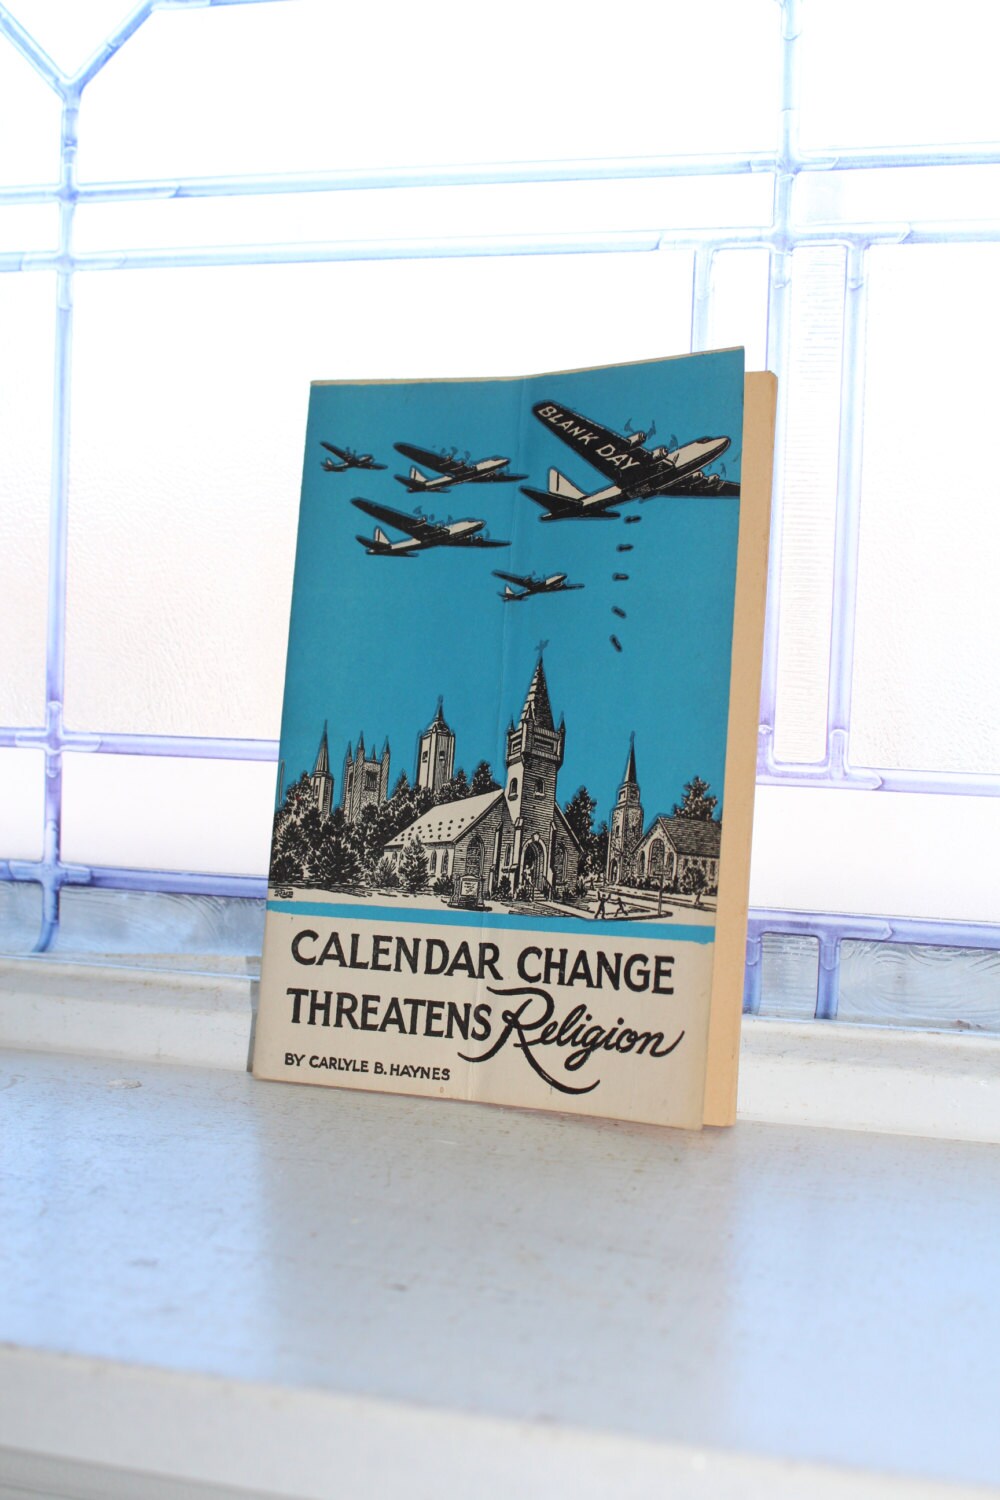 BLANK DAY
CALENDAR CHANGE
THREATENS Religion
BY CARLYLE B. HAYNES